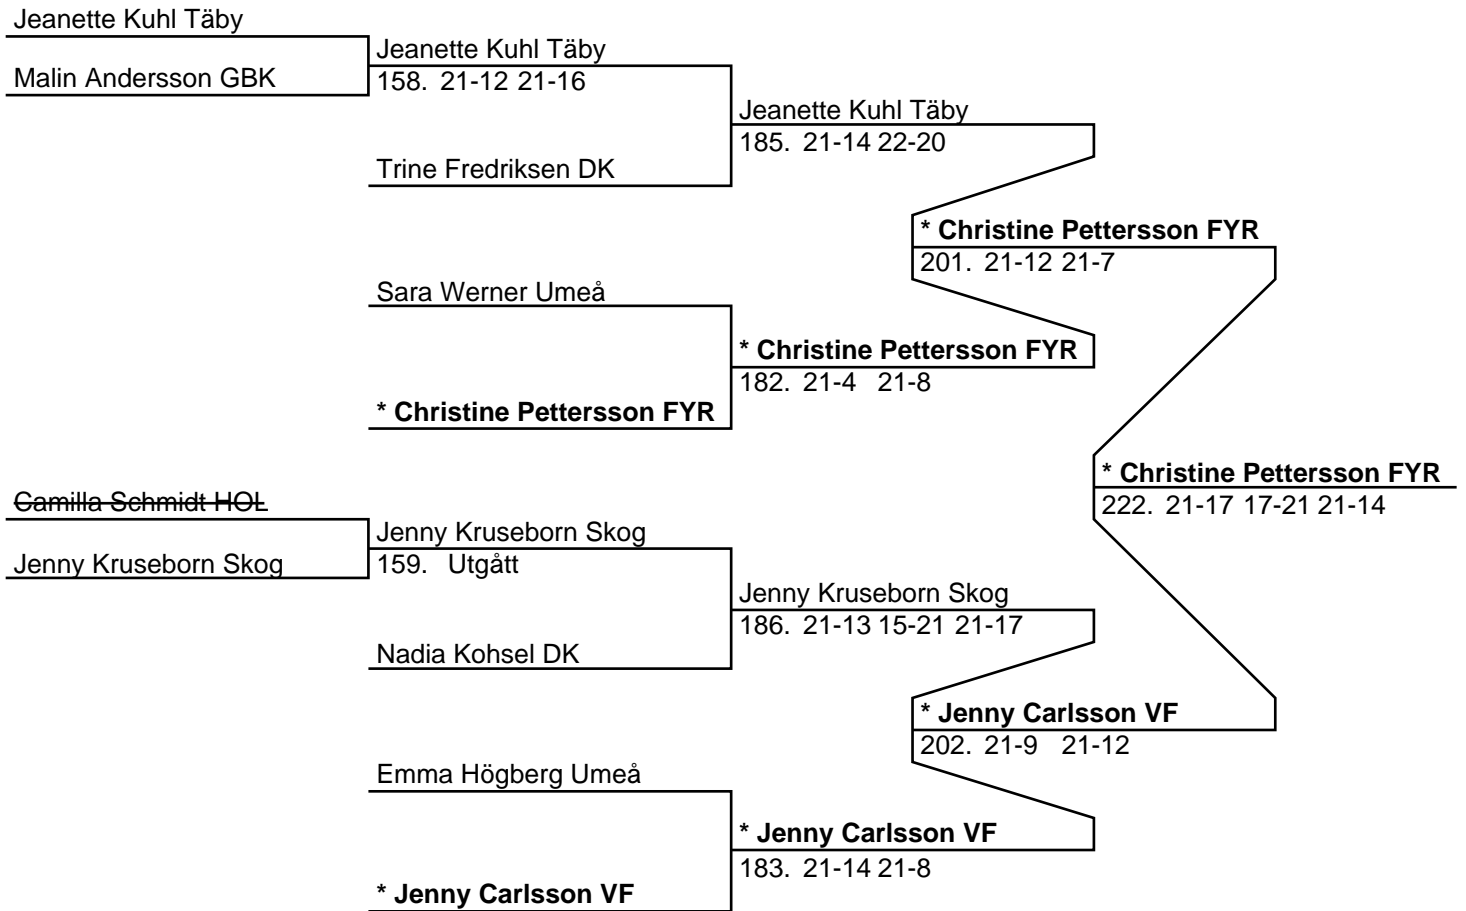 Jeanette Kuhl Täby
Malin Andersson GBK
Jeanette Kuhl Täby
158. 21-12 21-16
Trine Fredriksen DK
Jeanette Kuhl Täby
185. 21-14 22-20
Sara Werner Umeå
* Christine Pettersson FYR
* Christine Pettersson FYR
182. 21-4 21-8
* Christine Pettersson FYR
201. 21-12 21-7
Camilla Schmidt HOL
Jenny Kruseborn Skog
Jenny Kruseborn Skog
159. Utgått
Nadia Kohsel DK
Jenny Kruseborn Skog
186. 21-13 15-21 21-17
Emma Högberg Umeå
* Jenny Carlsson VF
* Jenny Carlsson VF
183. 21-14 21-8
* Jenny Carlsson VF
202. 21-9 21-12
* Christine Pettersson FYR
222. 21-17 17-21 21-14